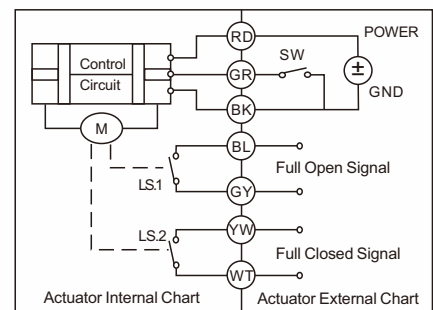 RD
POWER
Control
Circuit
SW
GR
±
GND
BK
M
BL
Full Open Signal
LS.1
GY
YW
LS.2
Full Closed Signal
WT
Actuator Internal Chart
Actuator External Chart